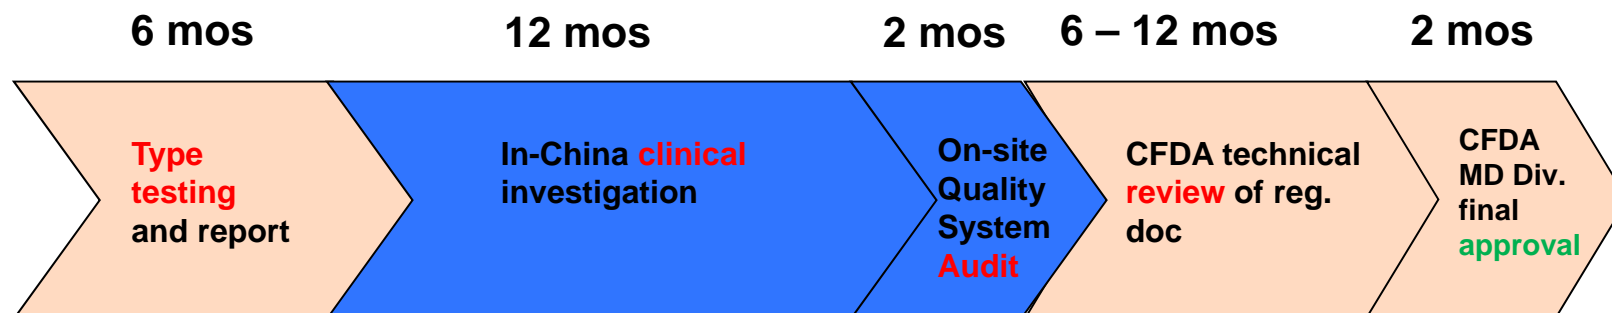 6 mos
12 mos
2 mos
6 – 12 mos
2 mos
Type
testing
and report
In-China clinical
investigation
On-site
Quality
System
Audit
CFDA technical
review of reg.
doc
CFDA
MD Div.
final
approval